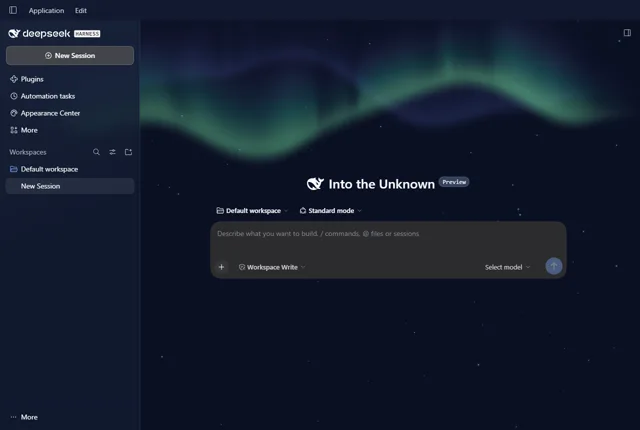 Application Edit
deepseek HARNESS
New Session
Plugins
Automation tasks
Appearance Center
More
Workspaces
Default workspace
New Session
Into the Unknown Preview
Default workspace Standard mode
Describe what you want to build, / commands, @ files or sessions
Workspace Write Select model
More